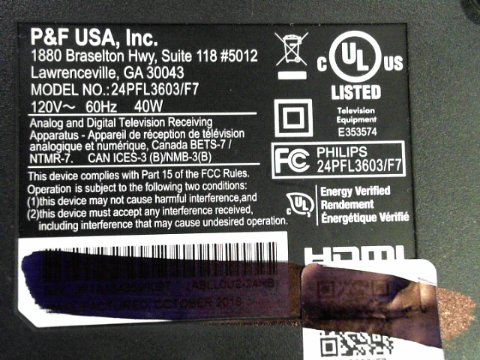 P&F USA, Inc.
1880 Braselton Hwy, Suite 118 #5012
Lawrenceville, GA 30043
MODEL NO.:24PFL3603/F7
120V～ 60Hz 40W
Analog and Digital Television Receiving
Apparatus - Appareil de réception de télévision
analogique et numérique, Canada BETS-7 /
NTMR-7. CAN ICES-3 (B)/NMB-3(B)
This device complies with Part 15 of the FCC Rules.
Operation is subject to the following two conditions:
(1)this device may not cause harmful interference,and
(2)this device must accept any interference received,
including interference that may cause undesired operation.
C UL US
LISTED
Television
Equipment
E353574
FC PHILIPS
24PFL3603/F7
UL Energy Verified
Rendement
Énergétique Vérifié
HDMI
OCTOBER 2016